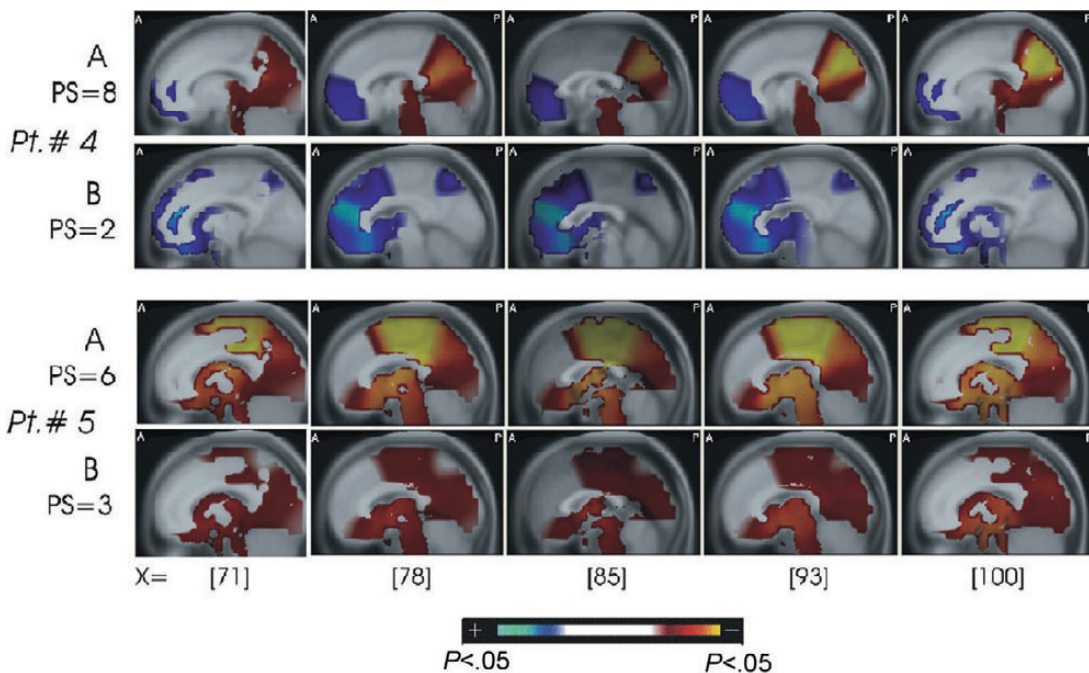 A P
A
PS=8
Pt. # 4
B
PS=2
A P
A
PS=6
Pt. # 5
B
PS=3
X= [71] [78] [85] [93] [100]
+ −
P<.05 P<.05